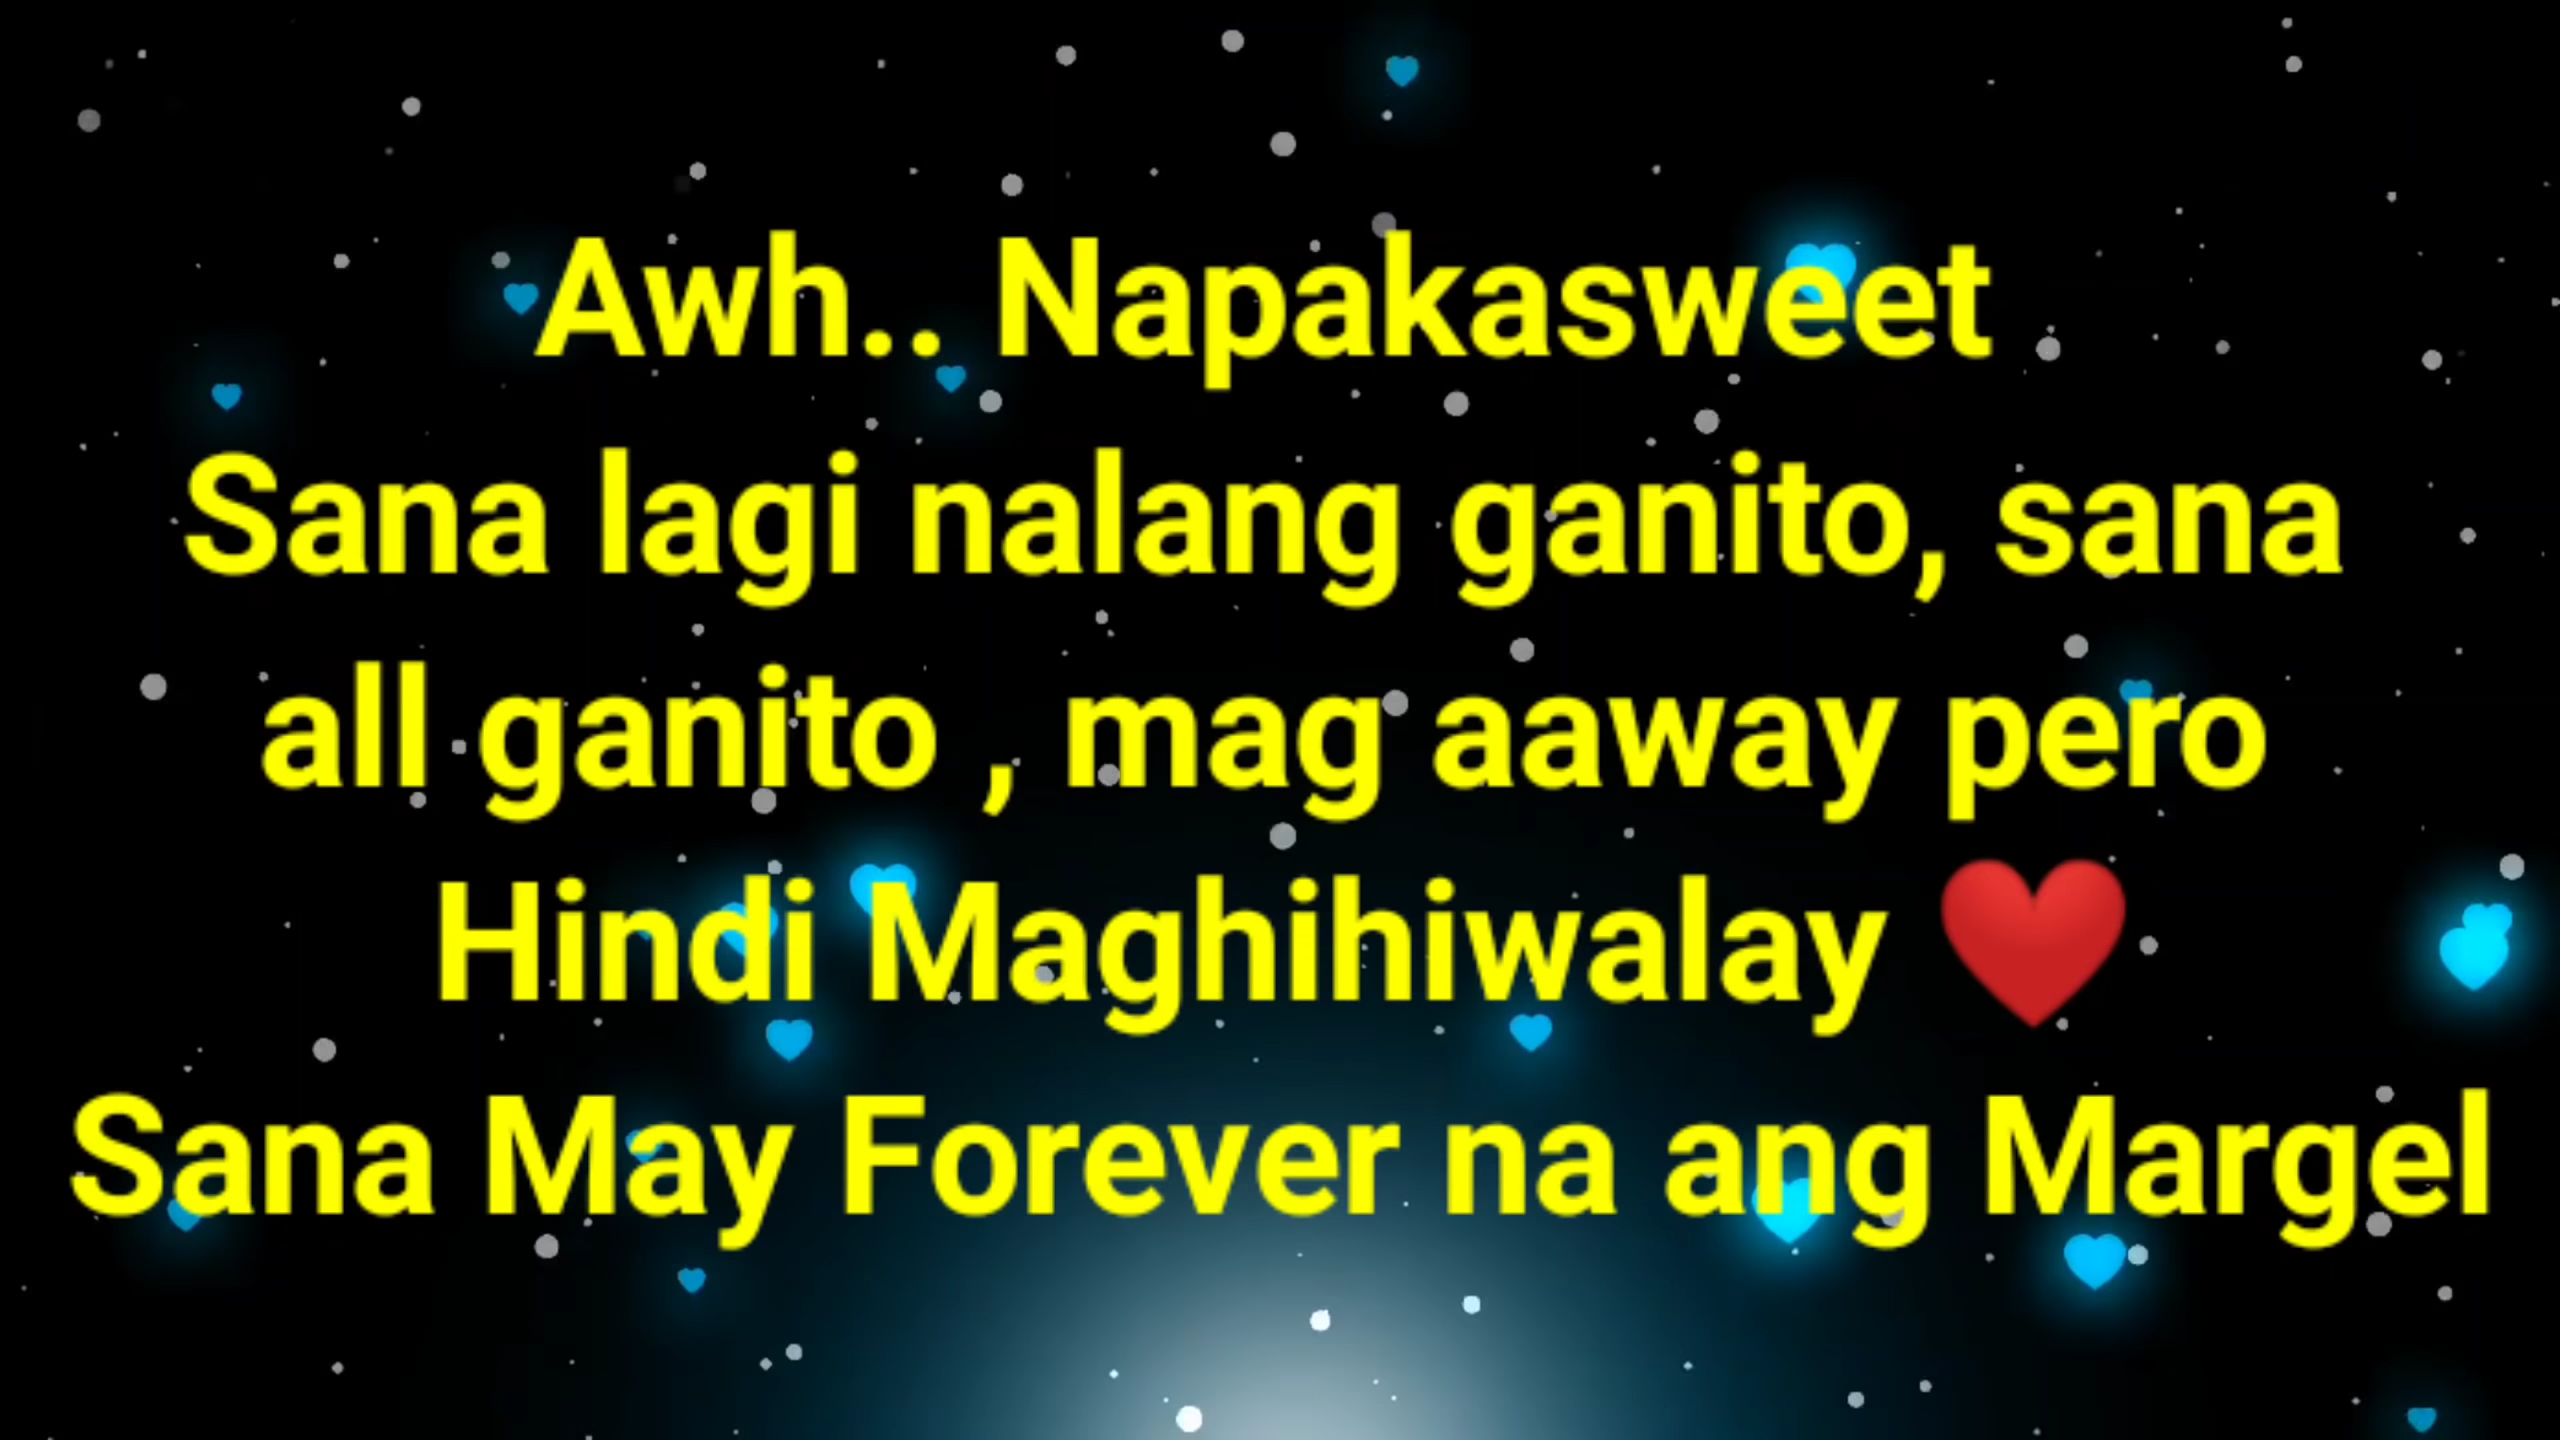 Awh.. Napakasweet
Sana lagi nalang ganito, sana
all ganito , mag aaway pero
Hindi Maghihiwalay ❤️
Sana May Forever na ang Margel